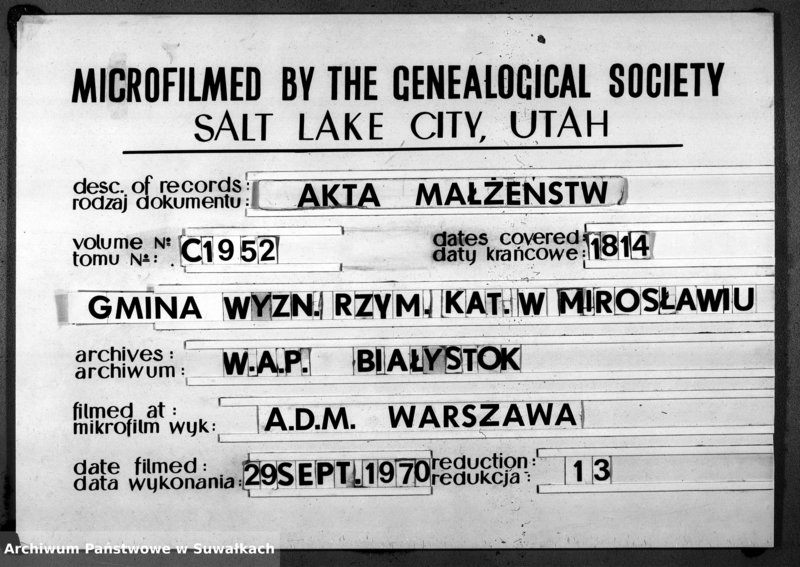 MICROFILMED BY THE GENEALOGICAL SOCIETY
SALT LAKE CITY, UTAH
desc. of records :
rodzaj dokumentu : AKTA MAŁŻEŃSTW
volume №:
tomu №: . C1952
dates covered :
daty krańcowe : 1814
GMINA WYZN. RZYM. KAT. W MIROSŁAWIU
archives :
archiwum : W.A.P. BIAŁYSTOK
filmed at :
mikrofilm wyk : A.D.M. WARSZAWA
date filmed :
data wykonania : 29 SEPT. 1970
reduction :
redukcja : 13
Archiwum Państwowe w Suwałkach